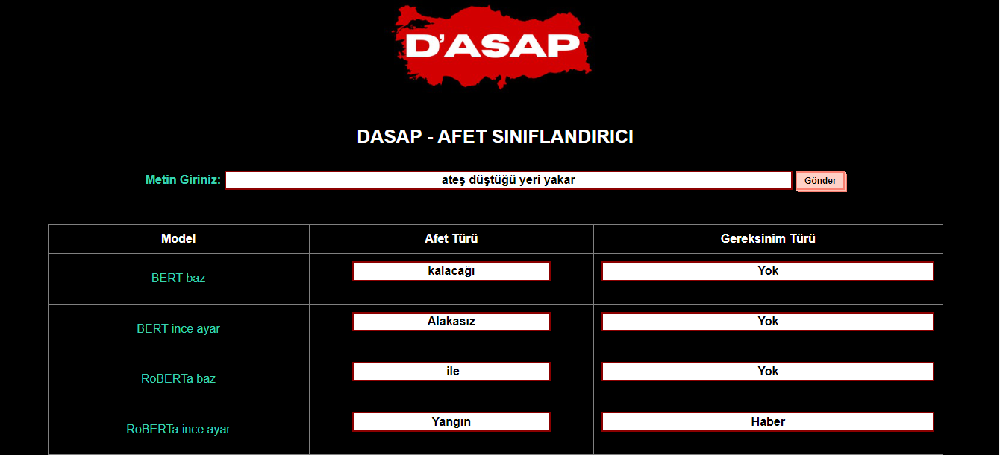 D'ASAP
DASAP - AFET SINIFLANDIRICI
Metin Giriniz: ateş düştüğü yeri yakar Gönder
Model Afet Türü Gereksinim Türü
BERT baz kalacağı Yok
BERT ince ayar Alakasız Yok
RoBERTa baz ile Yok
RoBERTa ince ayar Yangın Haber